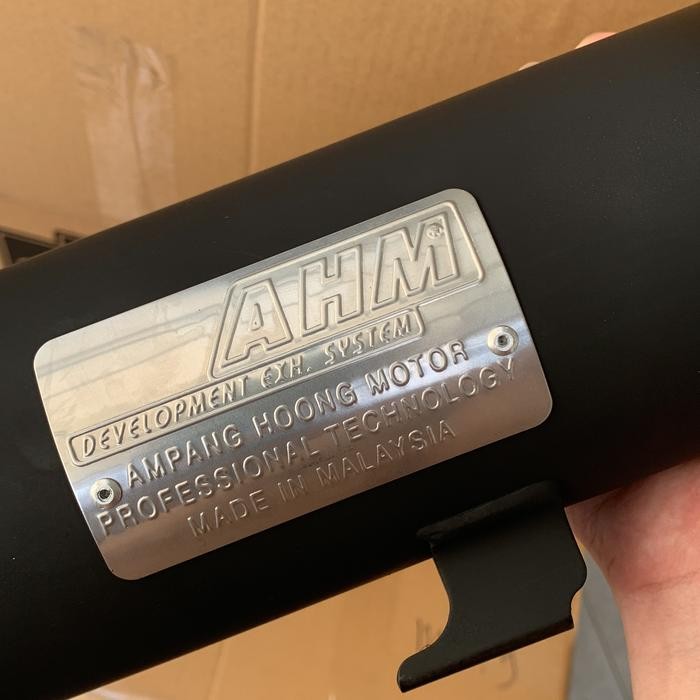 AHM®
DEVELOPMENT EXH. SYSTEM
AMPANG HOONG MOTOR
PROFESSIONAL TECHNOLOGY
MADE IN MALAYSIA